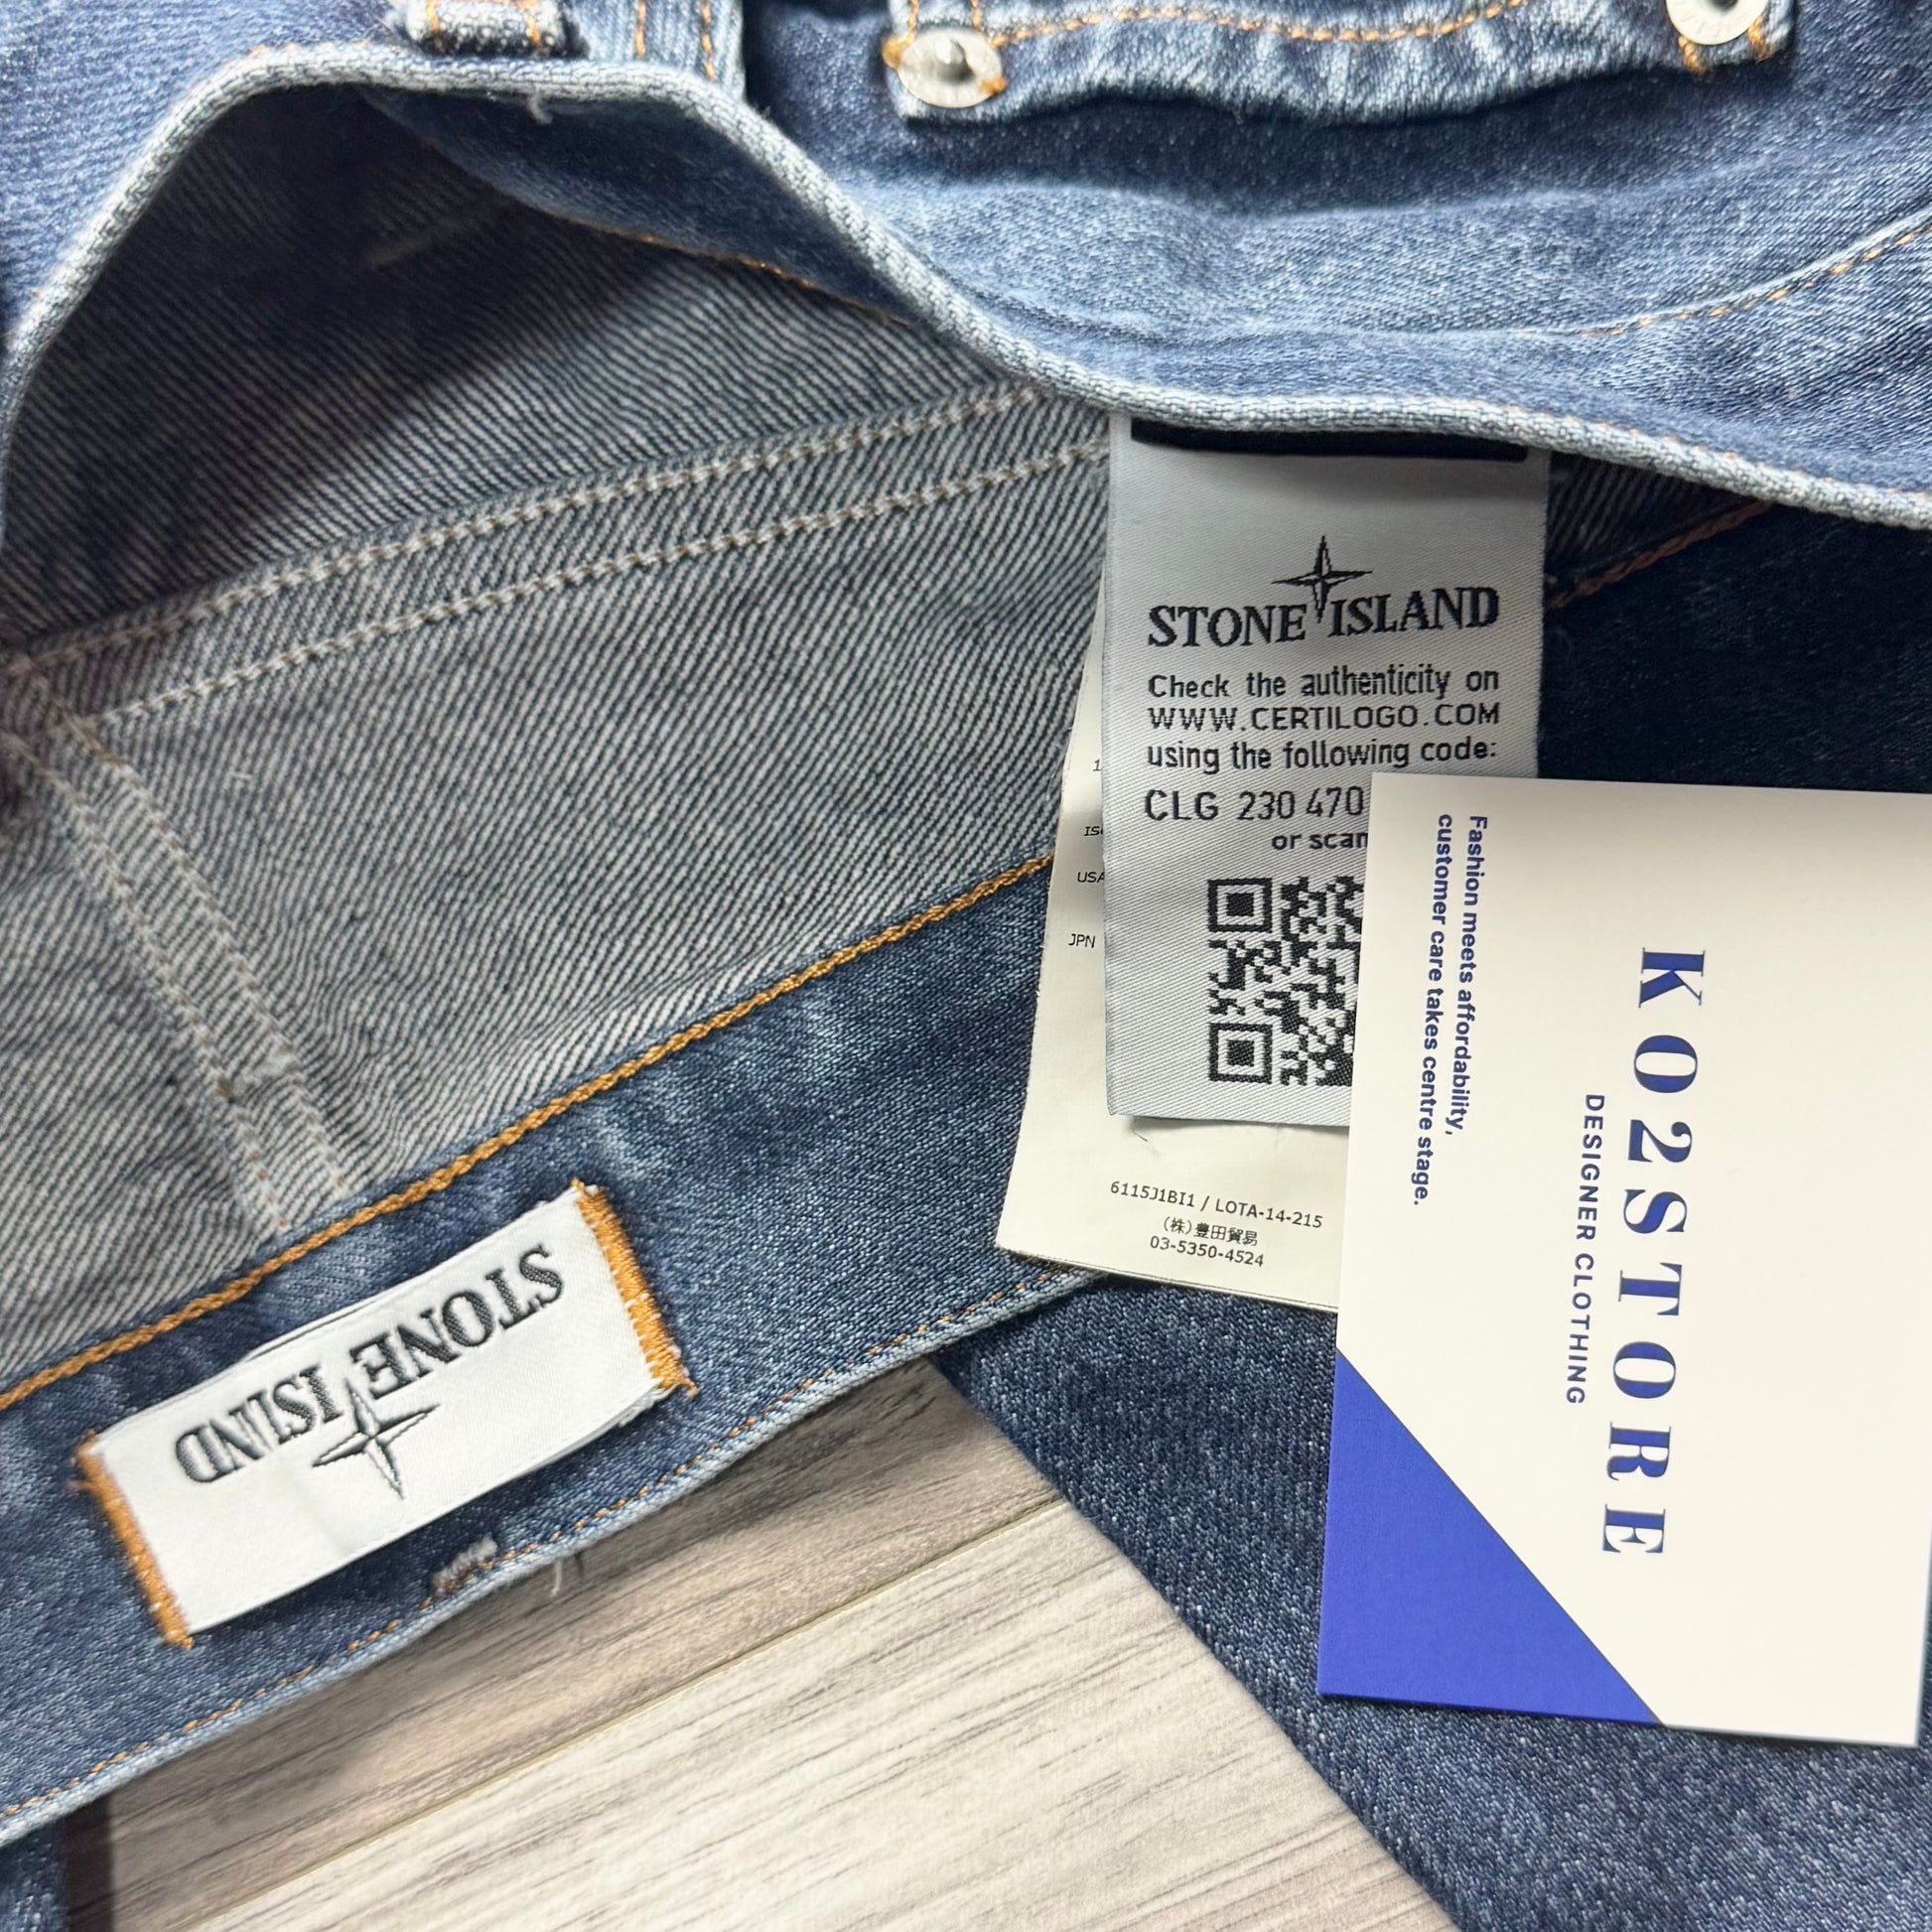 STONE ISLAND
Check the authenticity on
WWW.CERTILOGO.COM
using the following code:
CLG 230 470
or scan
USA
JPN
6115J1BI1 / LOTA-14-215
(株)豊田貿易
03-5350-4524
STONE ISLND
KO2STORE
DESIGNER CLOTHING
Fashion meets affordability,
customer care takes centre stage.